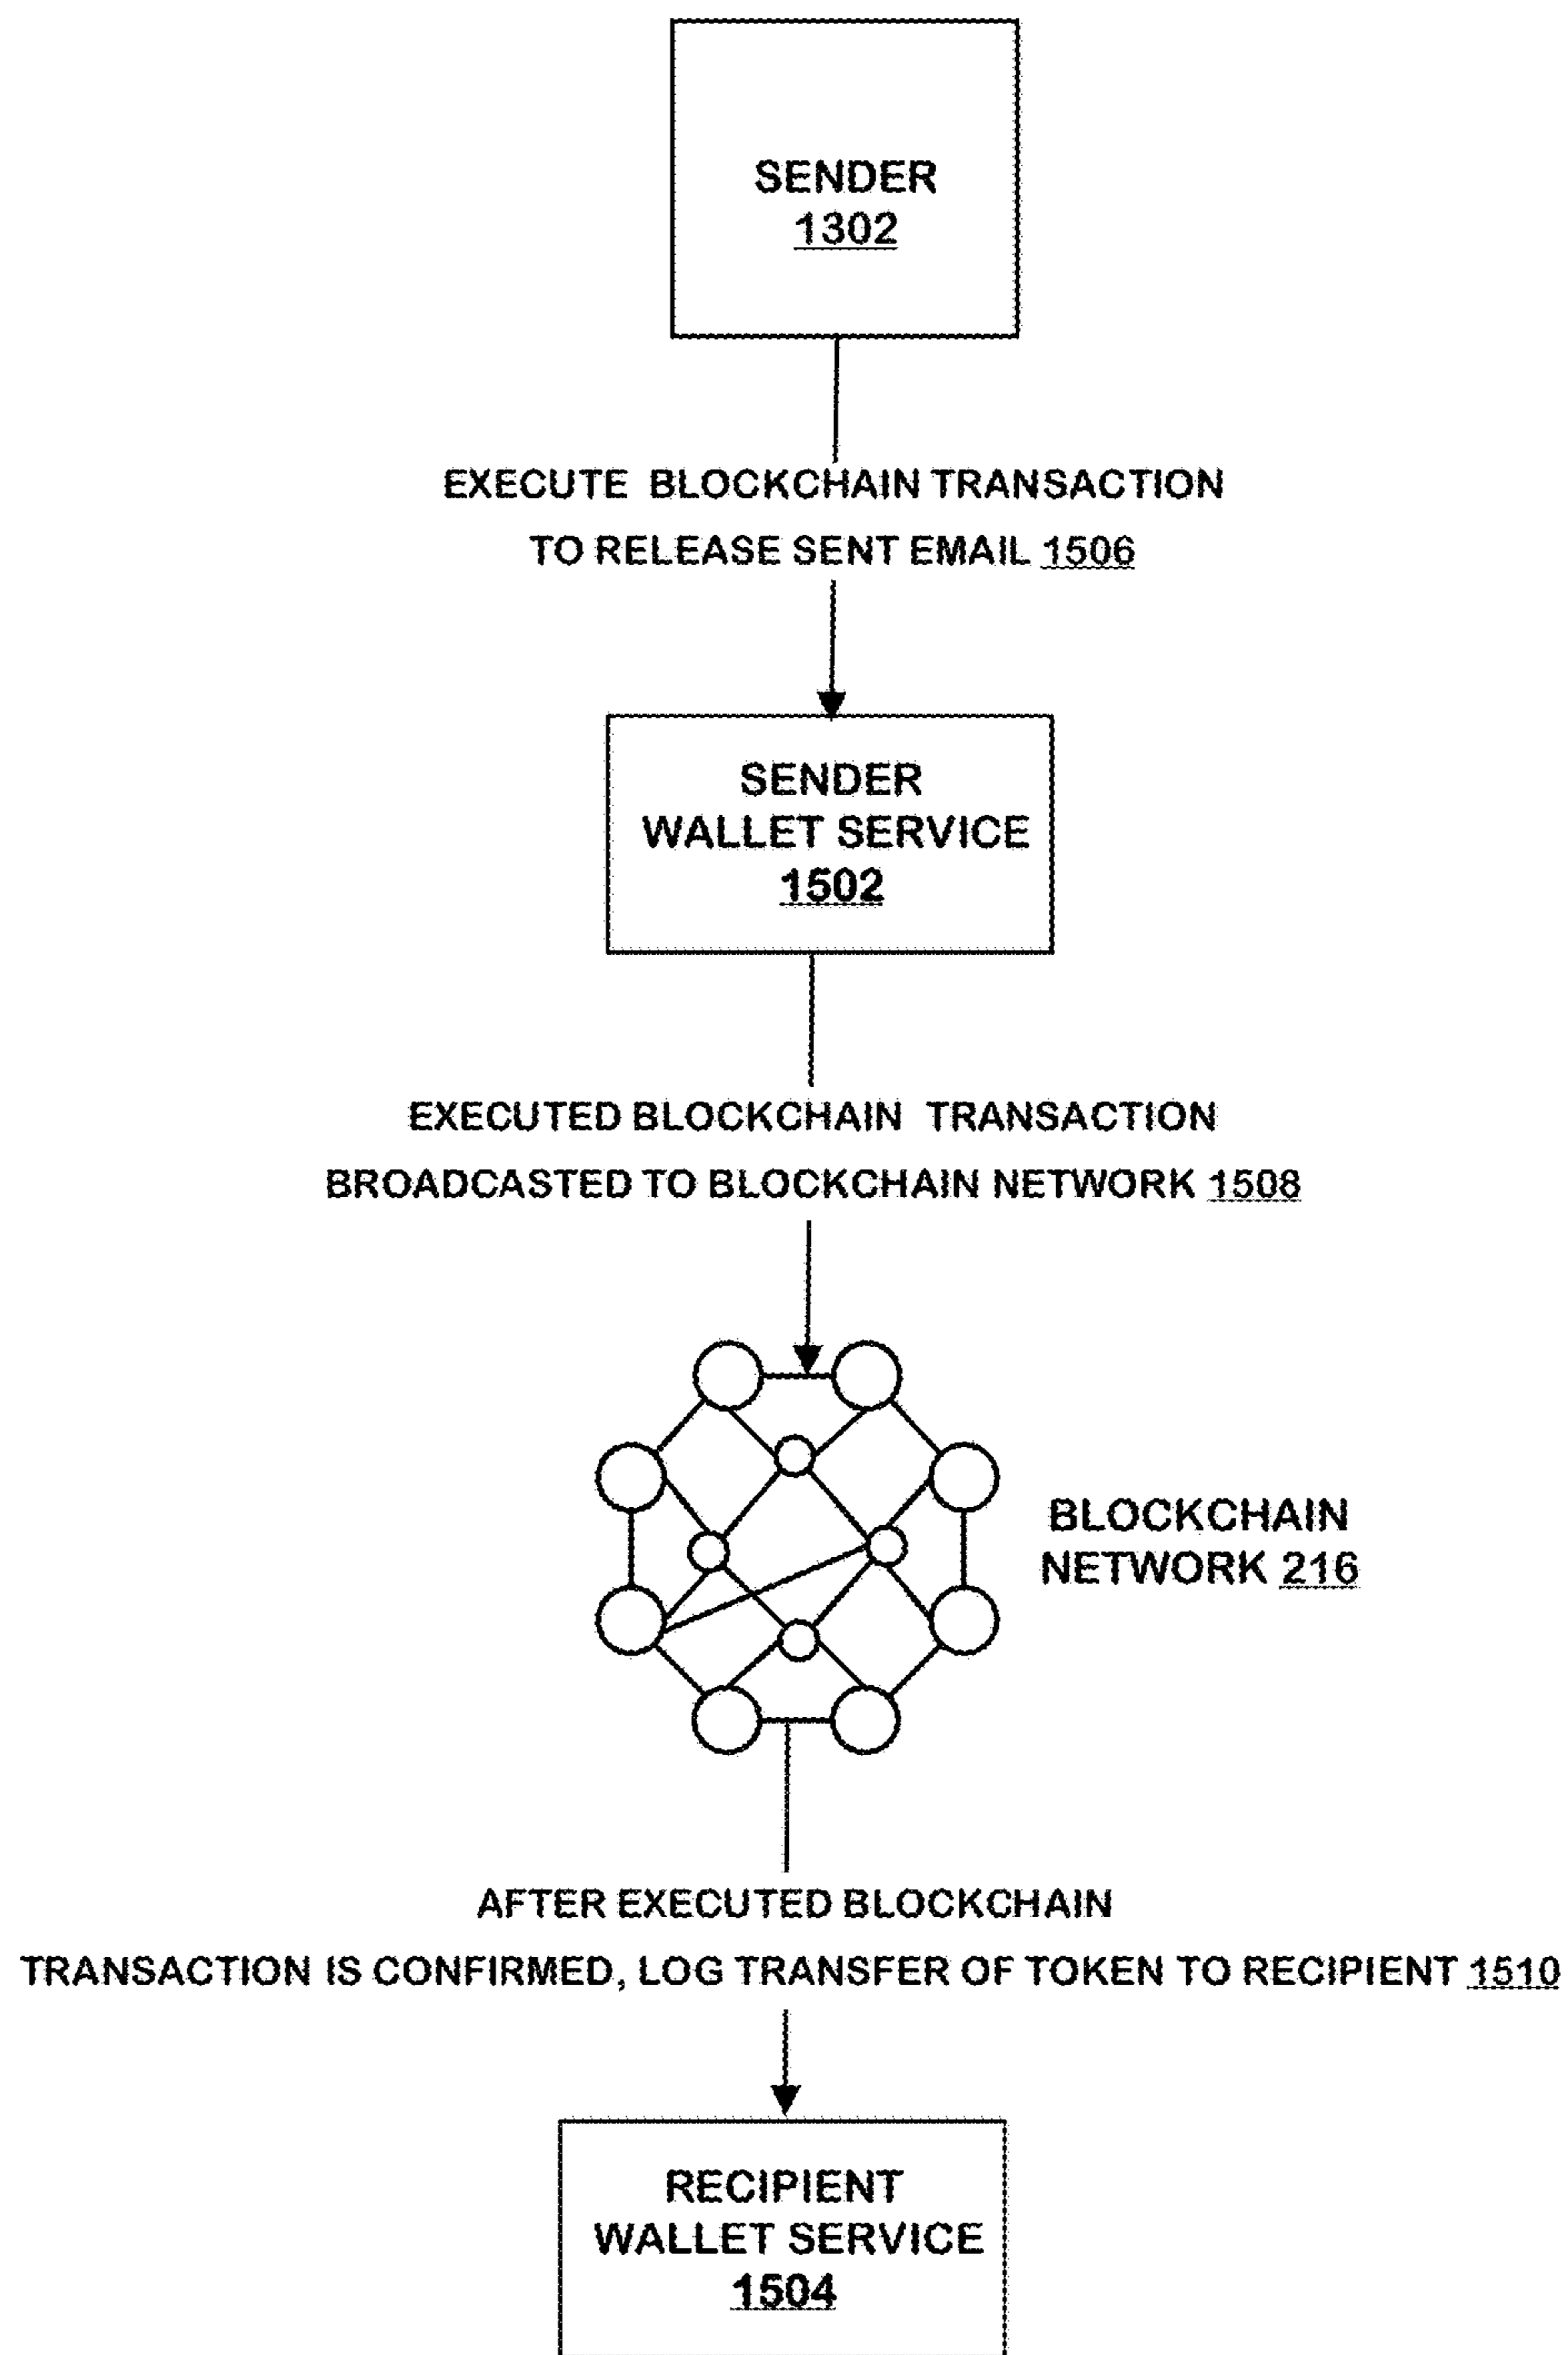 SENDER
1302
EXECUTE BLOCKCHAIN TRANSACTION
TO RELEASE SENT EMAIL 1506
SENDER
WALLET SERVICE
1502
EXECUTED BLOCKCHAIN TRANSACTION
BROADCASTED TO BLOCKCHAIN NETWORK 1508
BLOCKCHAIN
NETWORK 216
AFTER EXECUTED BLOCKCHAIN
TRANSACTION IS CONFIRMED, LOG TRANSFER OF TOKEN TO RECIPIENT 1510
RECIPIENT
WALLET SERVICE
1504